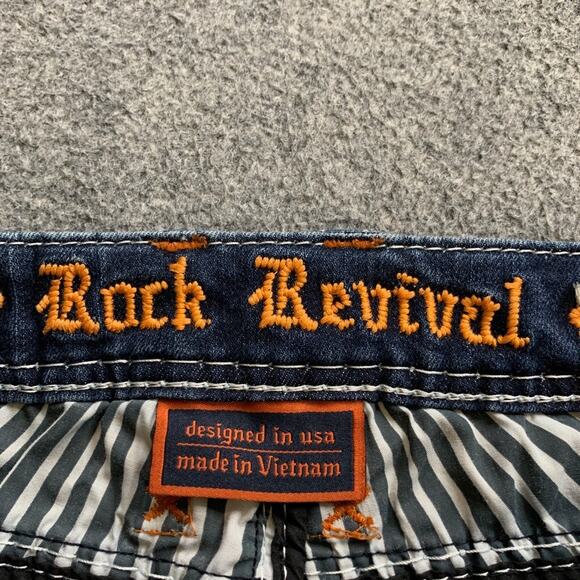 Rock Revival
designed in usa
made in Vietnam